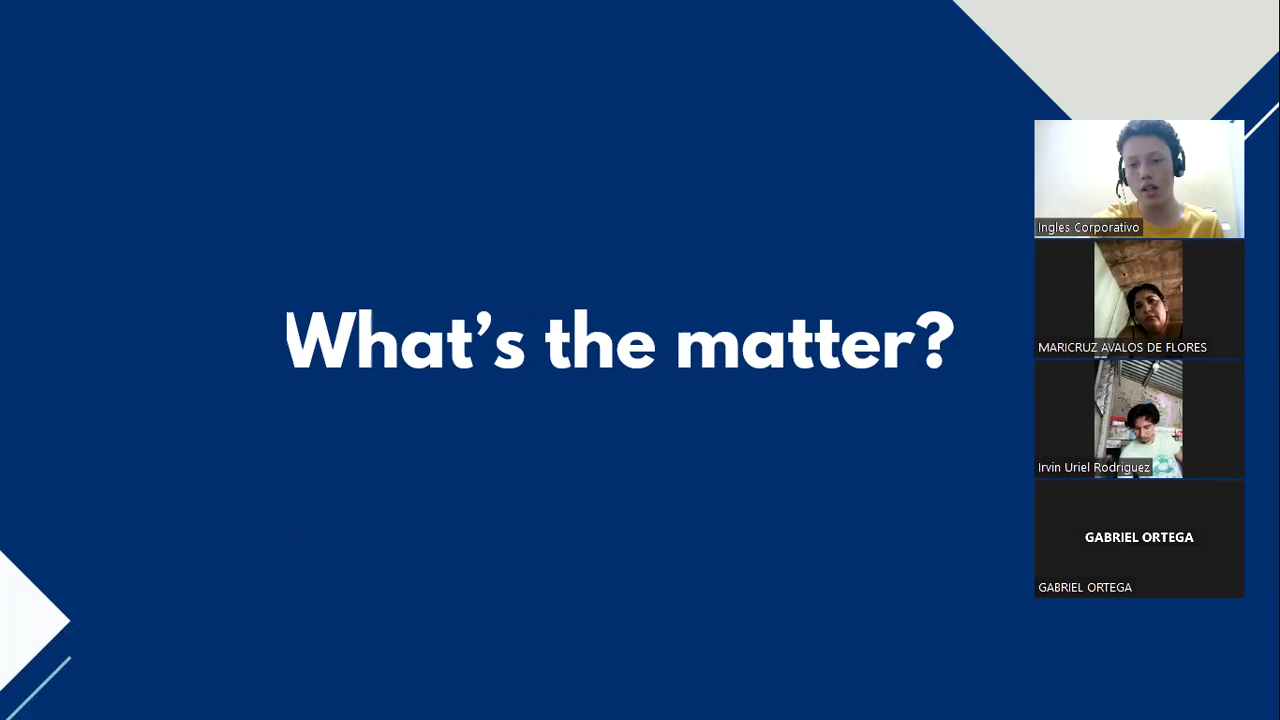 What's the matter?
Ingles Corporativo
MARICRUZ AVALOS DE FLORES
Irvin Uriel Rodriguez
GABRIEL ORTEGA
GABRIEL ORTEGA